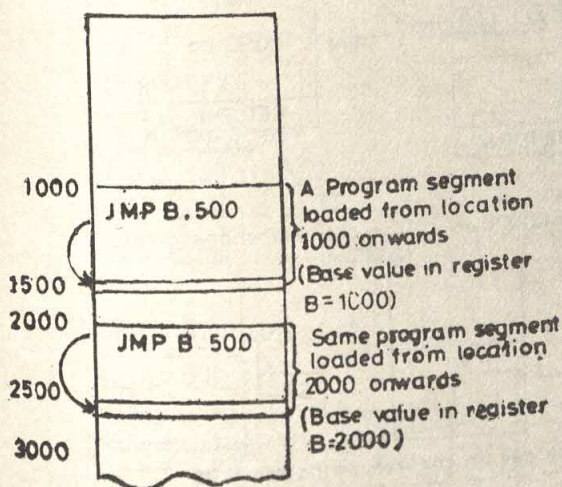 1000
JMP B.500
A Program segment
loaded from location
1000 onwards
(Base value in register
B=1000)
1500
2000
JMP B 500
Same program segment
loaded from location
2000 onwards
(Base value in register
B=2000)
2500
3000